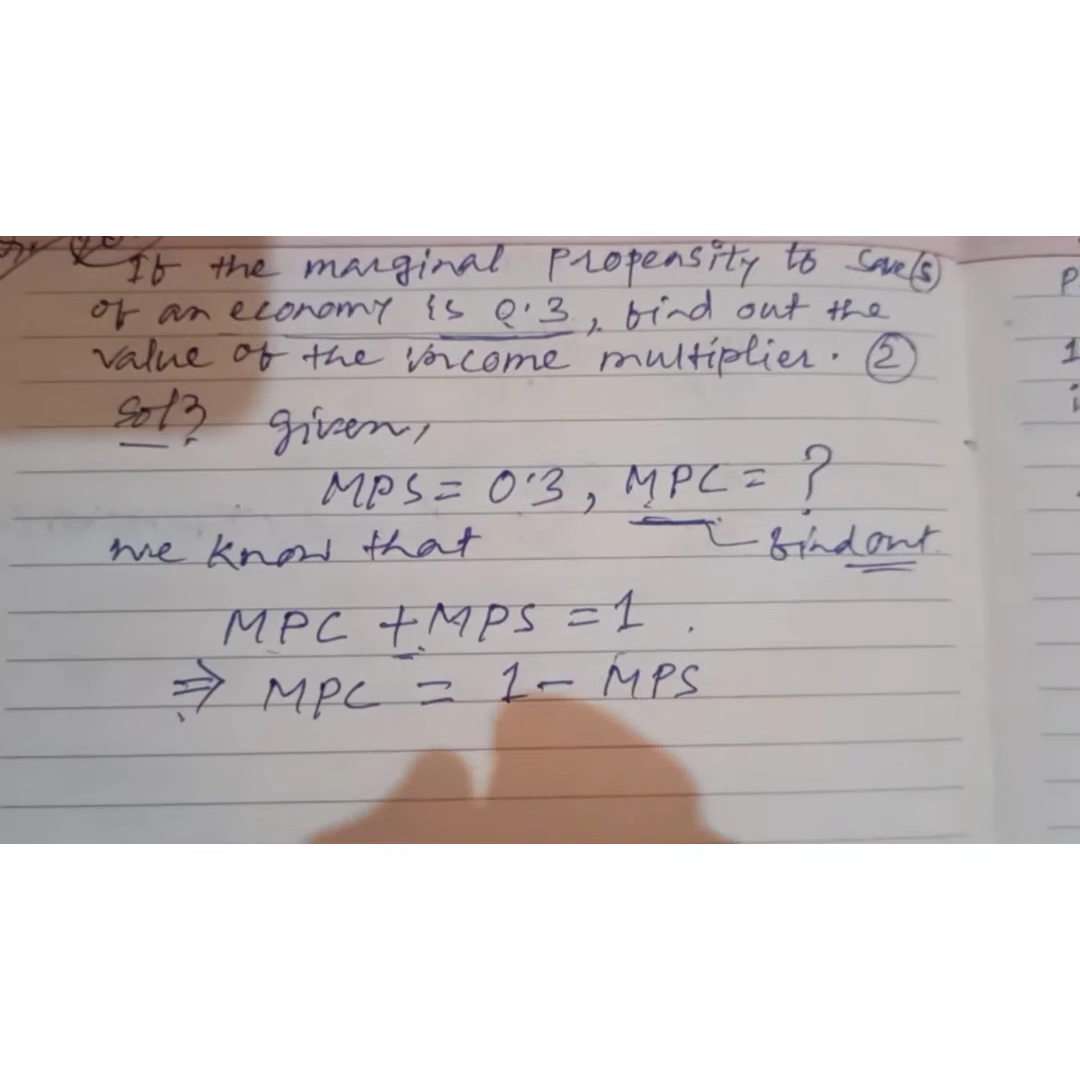 If the marginal propensity to save(s)
of an economy is 0.3, find out the
value of the income multiplier. ②
Sol? given,
MPS = 0.3, MPC = ?
we know that find out
MPC + MPS = 1.
⇒ MPC = 1 - MPS
P
1
i